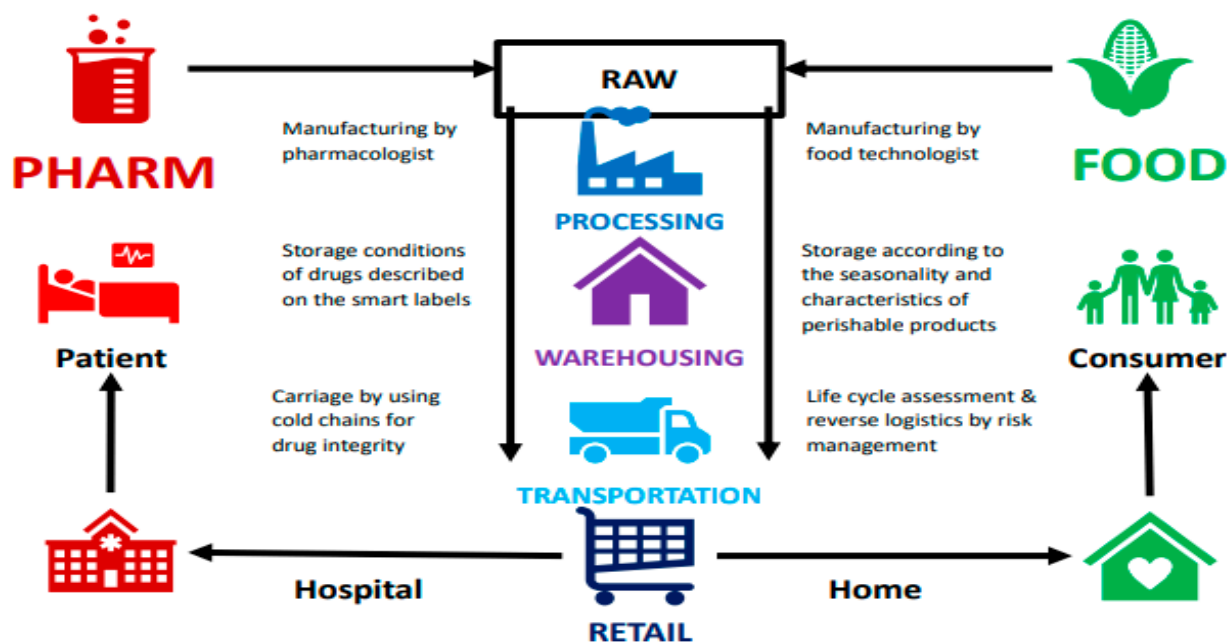 RAW
Manufacturing by
pharmacologist
Manufacturing by
food technologist
PHARM
FOOD
PROCESSING
Storage conditions
of drugs described
on the smart labels
Storage according to
the seasonality and
characteristics of
perishable products
Patient
WAREHOUSING
Consumer
Carriage by using
cold chains for
drug integrity
Life cycle assessment &
reverse logistics by risk
management
TRANSPORTATION
Hospital
Home
RETAIL